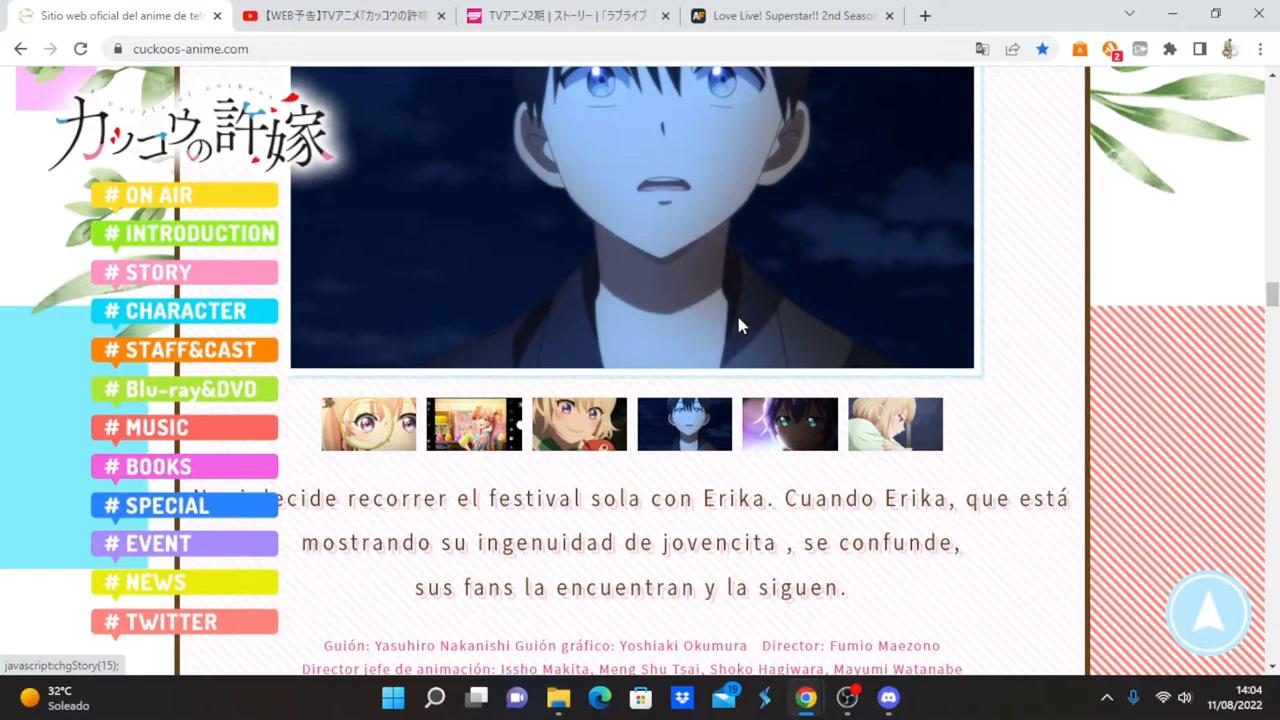 Sitio web oficial del anime de tel
【WEB予告】TVアニメ『カッコウの許嫁
TVアニメ2期 | ストーリー | 「ラブライブ
Love Live! Superstar!! 2nd Season
cuckoos-anime.com
2
カッコウの許嫁
# ON AIR
# INTRODUCTION
# STORY
# CHARACTER
# STAFF&CAST
# Blu-ray&DVD
# MUSIC
# BOOKS
# SPECIAL
# EVENT
# NEWS
# TWITTER
decide recorrer el festival sola con Erika. Cuando Erika, que está
mostrando su ingenuidad de jovencita , se confunde,
sus fans la encuentran y la siguen.
Guión: Yasuhiro Nakanishi Guión gráfico: Yoshiaki Okumura Director: Fumio Maezono
Director jefe de animación: Issho Makita, Meng Shu Tsai, Shoko Hagiwara, Mayumi Watanabe
javascript:chgStory(15);
32°C
Soleado
19
14:04
11/08/2022